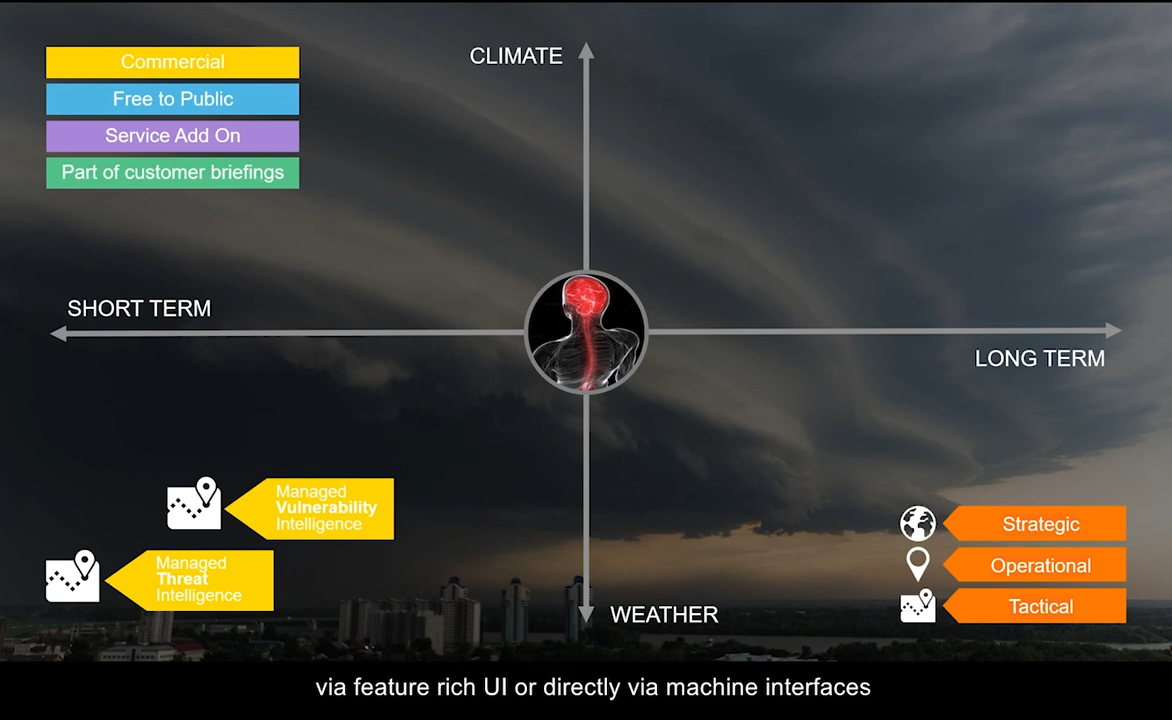 Commercial
Free to Public
Service Add On
Part of customer briefings
CLIMATE
SHORT TERM
LONG TERM
Managed
Vulnerability
Intelligence
Managed
Threat
Intelligence
WEATHER
Strategic
Operational
Tactical
via feature rich UI or directly via machine interfaces